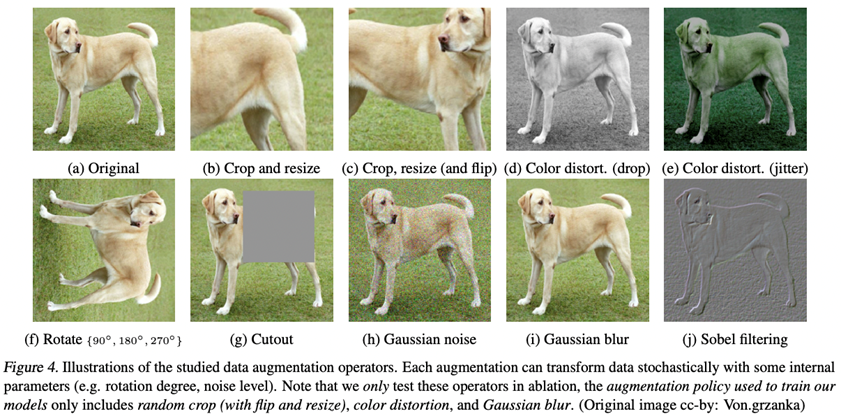 (a) Original (b) Crop and resize (c) Crop, resize (and flip) (d) Color distort. (drop) (e) Color distort. (jitter)
(f) Rotate {90°, 180°, 270°} (g) Cutout (h) Gaussian noise (i) Gaussian blur (j) Sobel filtering
Figure 4. Illustrations of the studied data augmentation operators. Each augmentation can transform data stochastically with some internal
parameters (e.g. rotation degree, noise level). Note that we only test these operators in ablation, the augmentation policy used to train our
models only includes random crop (with flip and resize), color distortion, and Gaussian blur. (Original image cc-by: Von.grzanka)